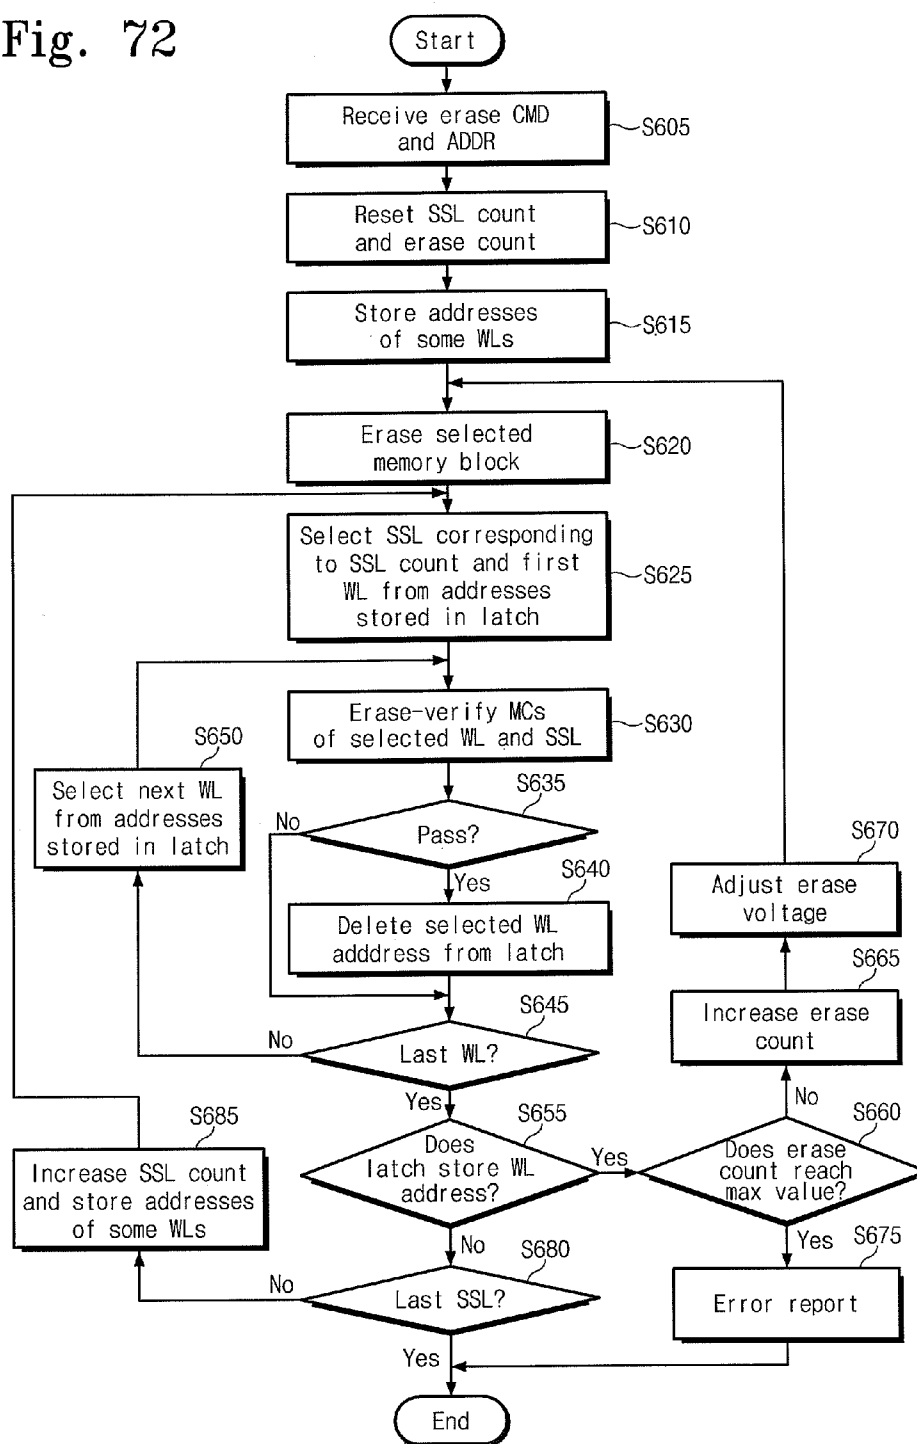 Fig. 72
Start
Receive erase CMD
and ADDR
S605
Reset SSL count
and erase count
S610
Store addresses
of some WLs
S615
Erase selected
memory block
S620
Select SSL corresponding
to SSL count and first
WL from addresses
stored in latch
S625
Erase-verify MCs
of selected WL and SSL
S630
S650
Select next WL
from addresses
stored in latch
S635
Pass?
No
Yes
S640
Delete selected WL
adddress from latch
S670
Adjust erase
voltage
S645
Last WL?
No
Yes
S665
Increase erase
count
No
S655
Does
latch store WL
address?
Yes
No
S660
Does erase
count reach
max value?
Yes
S685
Increase SSL count
and store addresses
of some WLs
S680
Last SSL?
No
Yes
S675
Error report
End